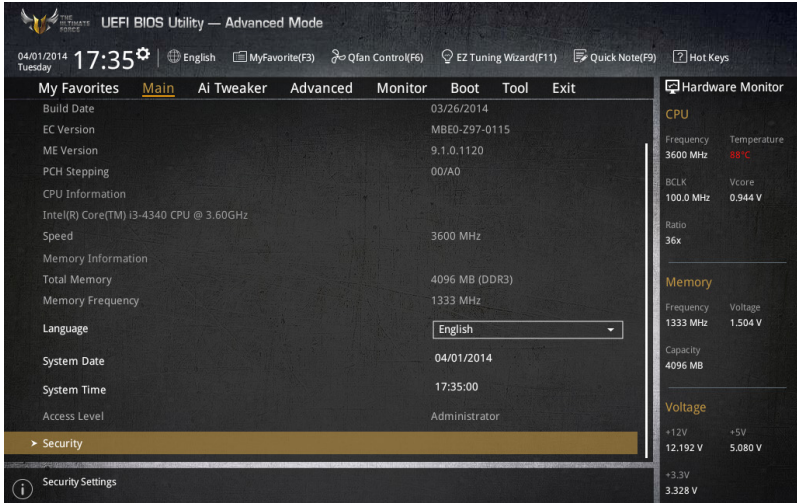 THE ULTIMATE FORCE
UEFI BIOS Utility — Advanced Mode
04/01/2014
Tuesday
17:35
English
MyFavorite(F3)
Qfan Control(F6)
EZ Tuning Wizard(F11)
Quick Note(F9)
? Hot Keys
My Favorites Main Ai Tweaker Advanced Monitor Boot Tool Exit
Build Date 03/26/2014
EC Version MBE0-Z97-0115
ME Version 9.1.0.1120
PCH Stepping 00/A0
CPU Information
Intel(R) Core(TM) i3-4340 CPU @ 3.60GHz
Speed 3600 MHz
Memory Information
Total Memory 4096 MB (DDR3)
Memory Frequency 1333 MHz
Language English
System Date 04/01/2014
System Time 17:35:00
Access Level Administrator
> Security
i Security Settings
Hardware Monitor
CPU
Frequency Temperature
3600 MHz 88°C
BCLK Vcore
100.0 MHz 0.944 V
Ratio
36x
Memory
Frequency Voltage
1333 MHz 1.504 V
Capacity
4096 MB
Voltage
+12V +5V
12.192 V 5.080 V
+3.3V
3.328 V